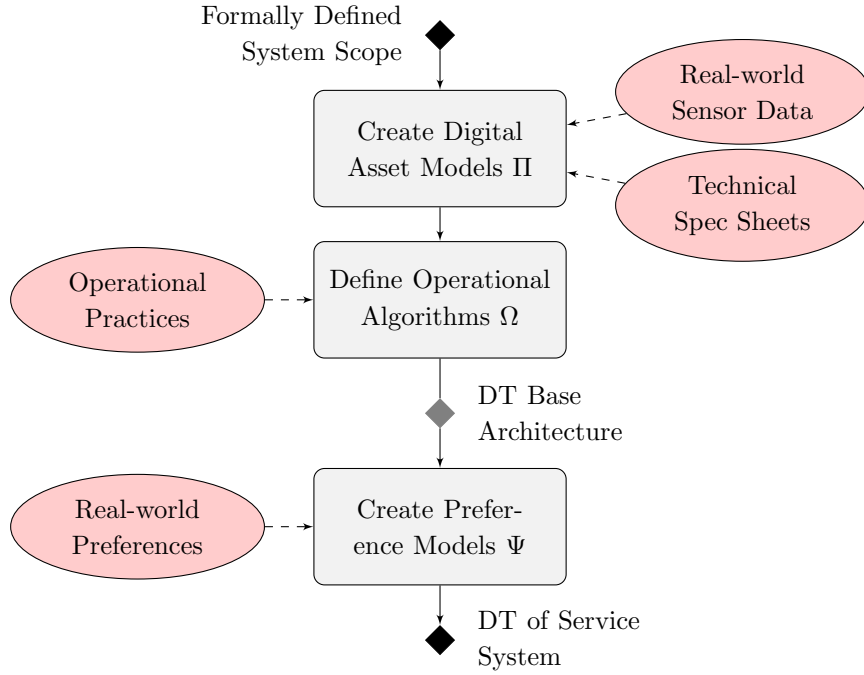 Formally Defined
System Scope
Real-world
Sensor Data
Create Digital
Asset Models Π
Technical
Spec Sheets
Operational
Practices
Define Operational
Algorithms Ω
DT Base
Architecture
Real-world
Preferences
Create Prefer-
ence Models Ψ
DT of Service
System